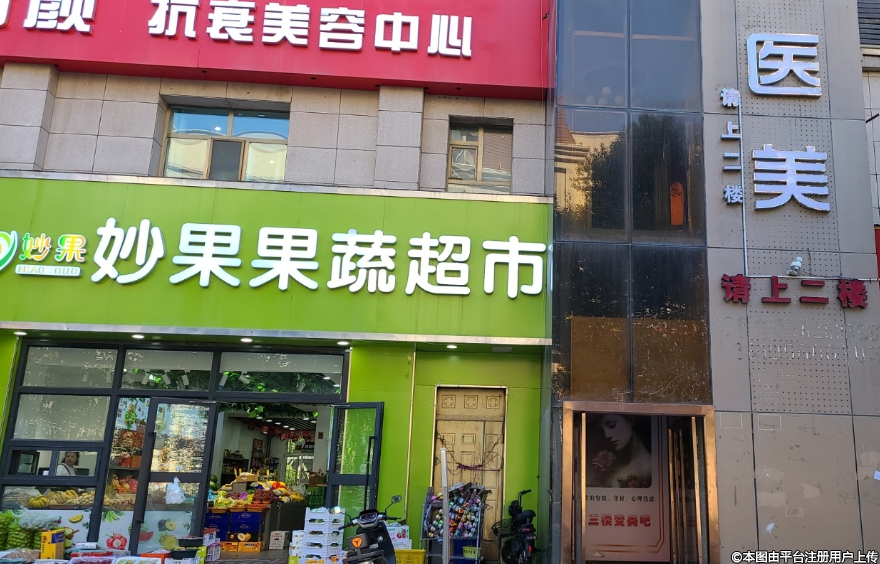 颜 抗衰美容中心
医美
请上二楼
妙果
MIAO GUO
妙果果蔬超市
请上二楼
三楼变美吧
©本图由平台注册用户上传